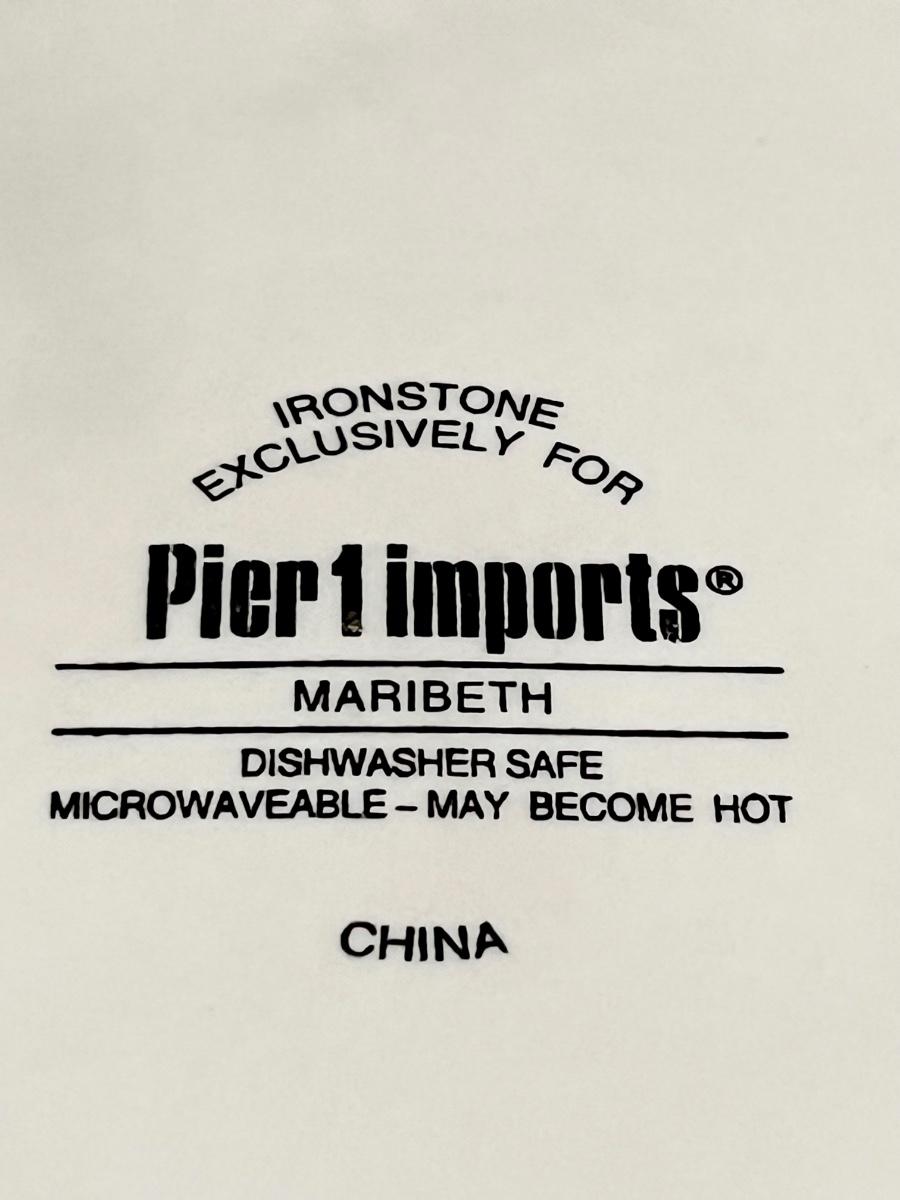 IRONSTONE
EXCLUSIVELY FOR
Pier 1 imports®
MARIBETH
DISHWASHER SAFE
MICROWAVEABLE – MAY BECOME HOT
CHINA